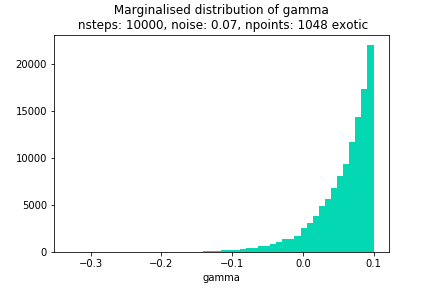 Marginalised distribution of gamma
nsteps: 10000, noise: 0.07, npoints: 1048 exotic
20000
15000
10000
5000
0
−0.3 −0.2 −0.1 0.0 0.1
gamma